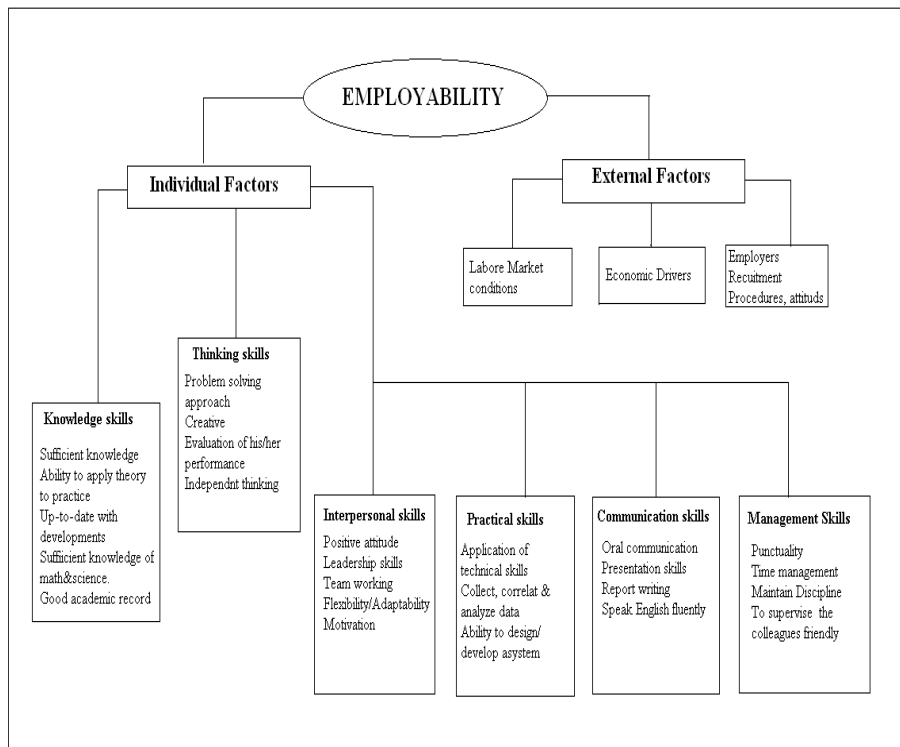 EMPLOYABILITY
Individual Factors
External Factors
Labore Market
conditions
Economic Drivers
Employers
Recuitment
Procedures, attituds
Thinking skills
Problem solving
approach
Creative
Evaluation of his/her
performance
Independnt thinking
Knowledge skills
Sufficient knowledge
Ability to apply theory
to practice
Up-to-date with
developments
Sufficient knowledge of
math&science.
Good academic record
Interpersonal skills
Positive attitude
Leadership skills
Team working
Flexibility/Adaptability
Motivation
Practical skills
Application of
technical skills
Collect, correlat &
analyze data
Ability to design/
develop asystem
Communication skills
Oral communication
Presentation skills
Report writing
Speak English fluently
Management Skills
Punctuality
Time management
Maintain Discipline
To supervise the
colleagues friendly